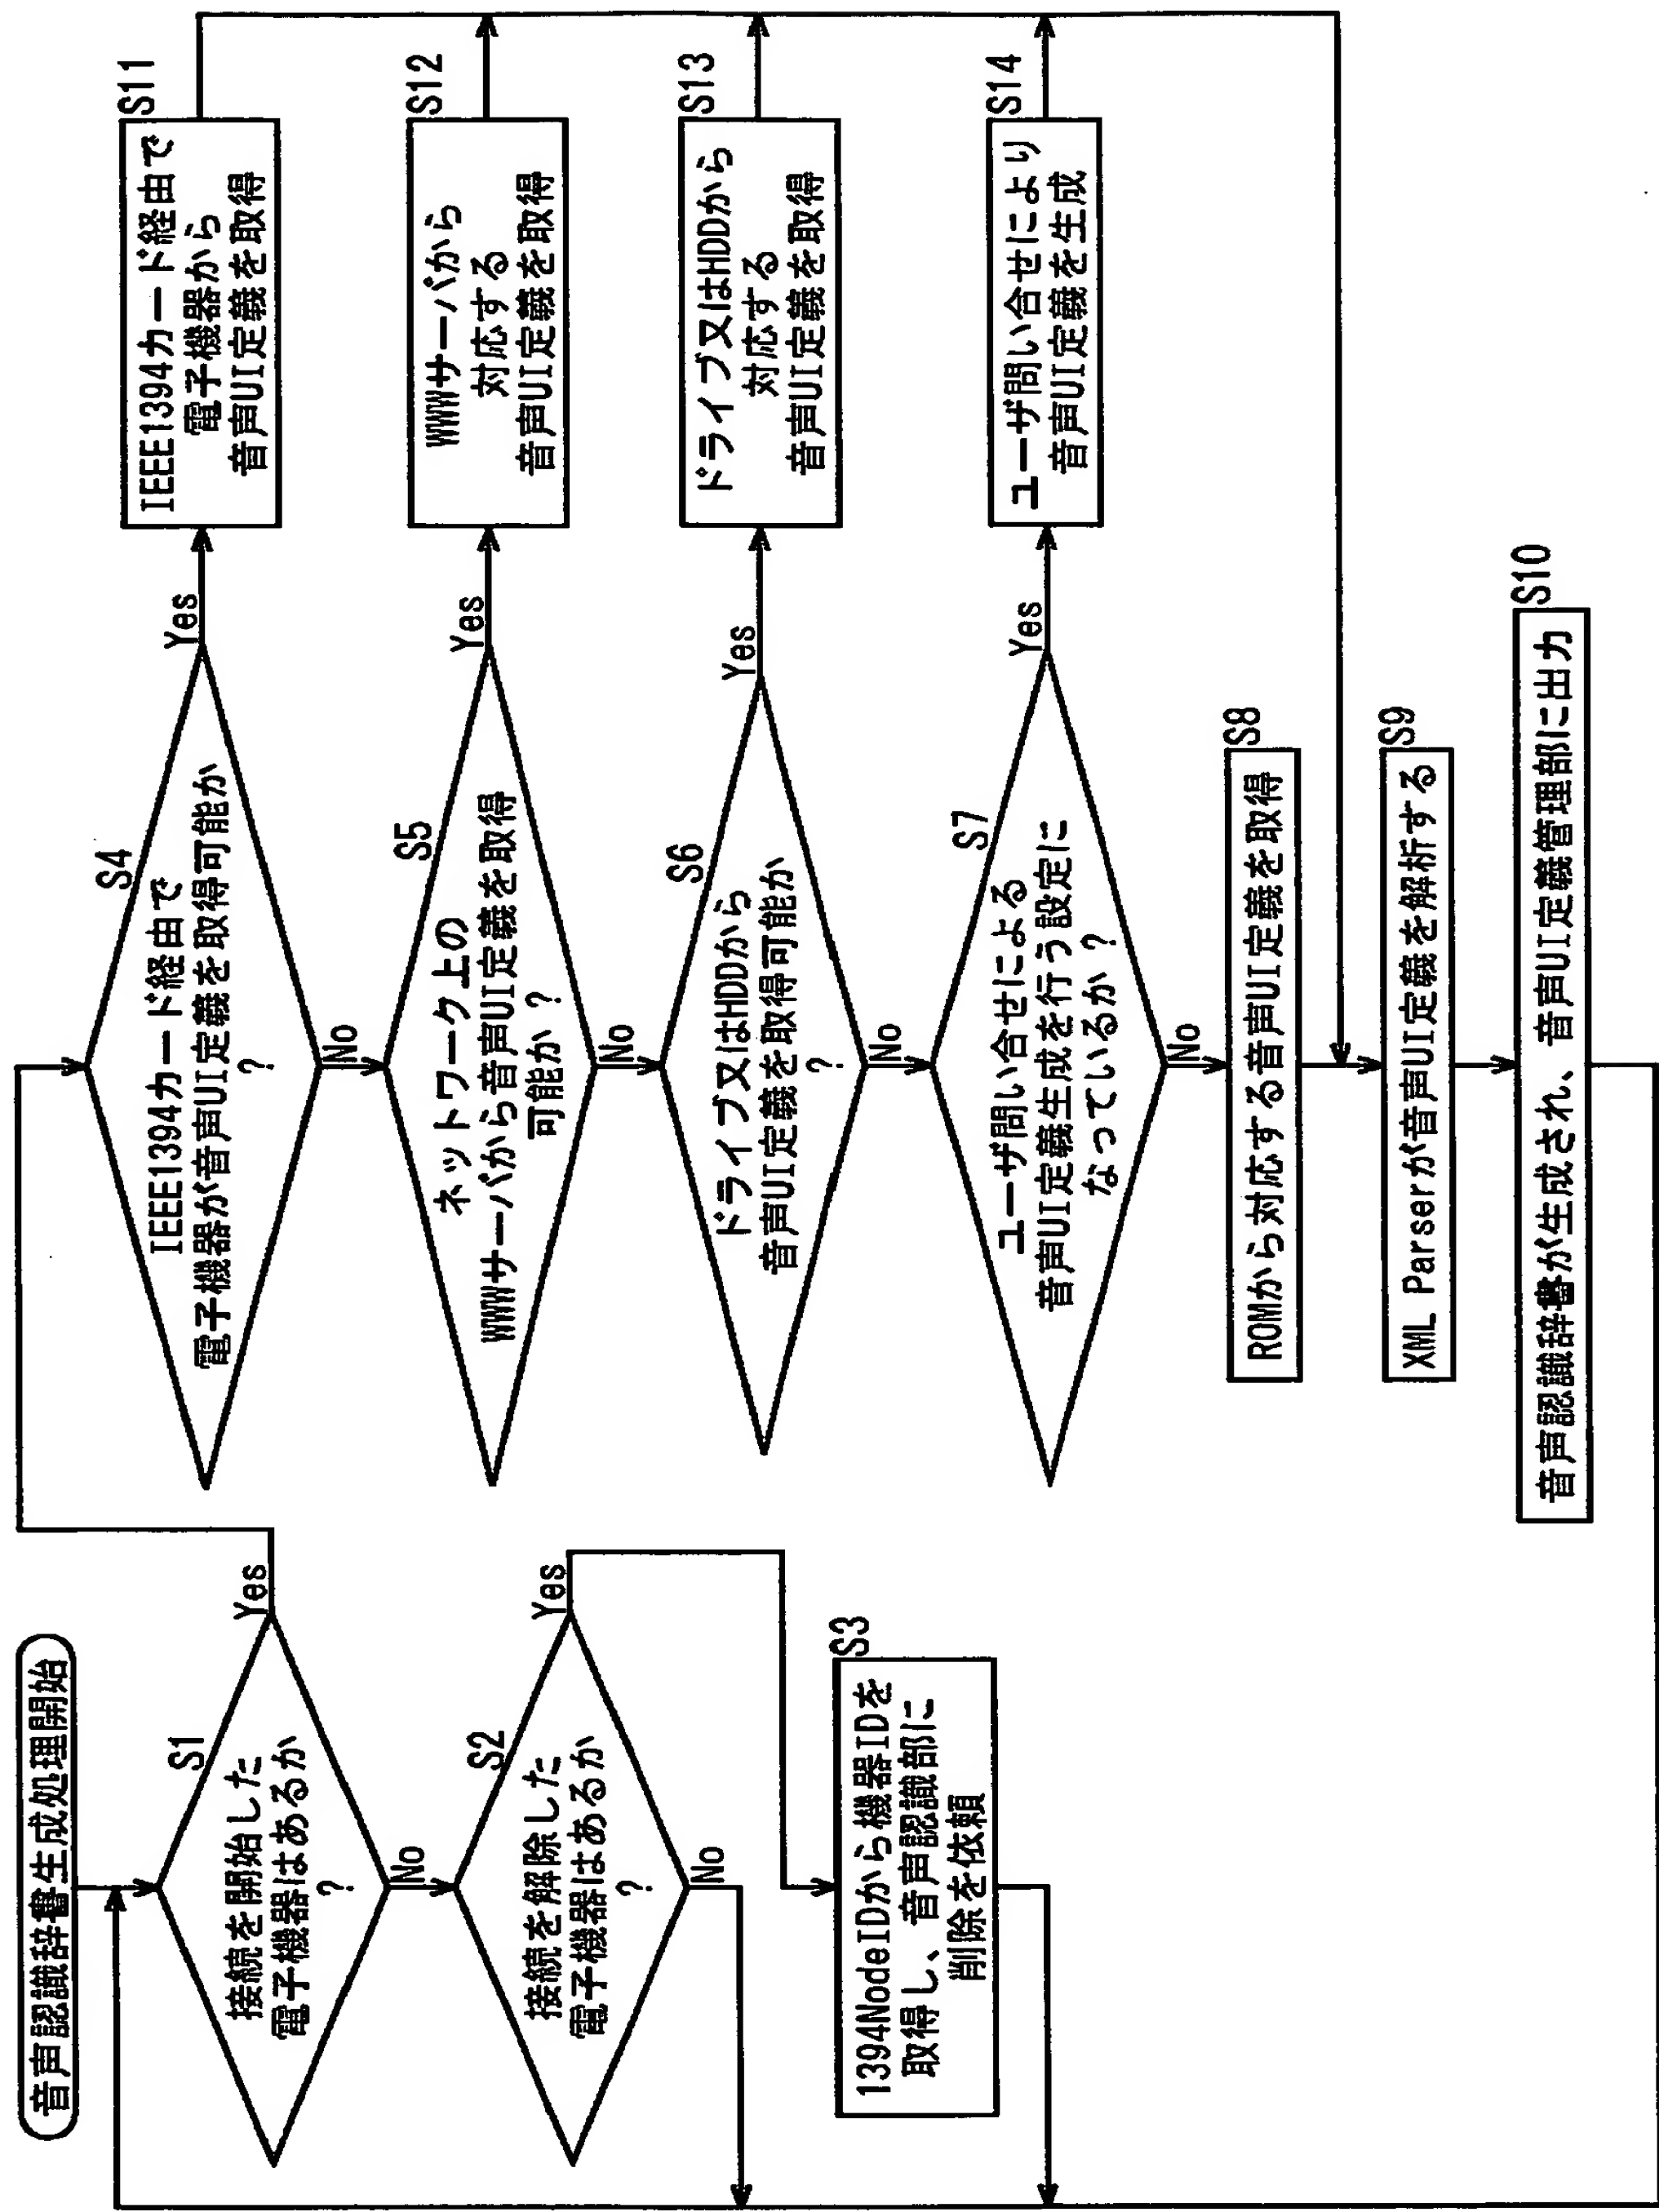 音声認識辞書生成処理開始
S1
接続を開始した
電子機器はあるか
?
Yes
No
S2
接続を解除した
電子機器はあるか
?
Yes
No
S3
1394NodeIDから機器IDを
取得し、音声認識部に
削除を依頼
S4
IEEE1394カード経由で
電子機器が音声UI定義を取得可能か
?
Yes
No
S11
IEEE1394カード経由で
電子機器から
音声UI定義を取得
S5
ネットワーク上の
WWWサーバから音声UI定義を取得
可能か?
Yes
No
S12
WWWサーバから
対応する
音声UI定義を取得
S6
ドライブ又はHDDから
音声UI定義を取得可能か
?
Yes
No
S13
ドライブ又はHDDから
対応する
音声UI定義を取得
S7
ユーザ問い合せによる
音声UI定義生成を行う設定に
なっているか?
Yes
No
S14
ユーザ問い合せにより
音声UI定義を生成
S8
ROMから対応する音声UI定義を取得
S9
XML Parserが音声UI定義を解析する
S10
音声認識辞書が生成され、音声UI定義管理部に出力